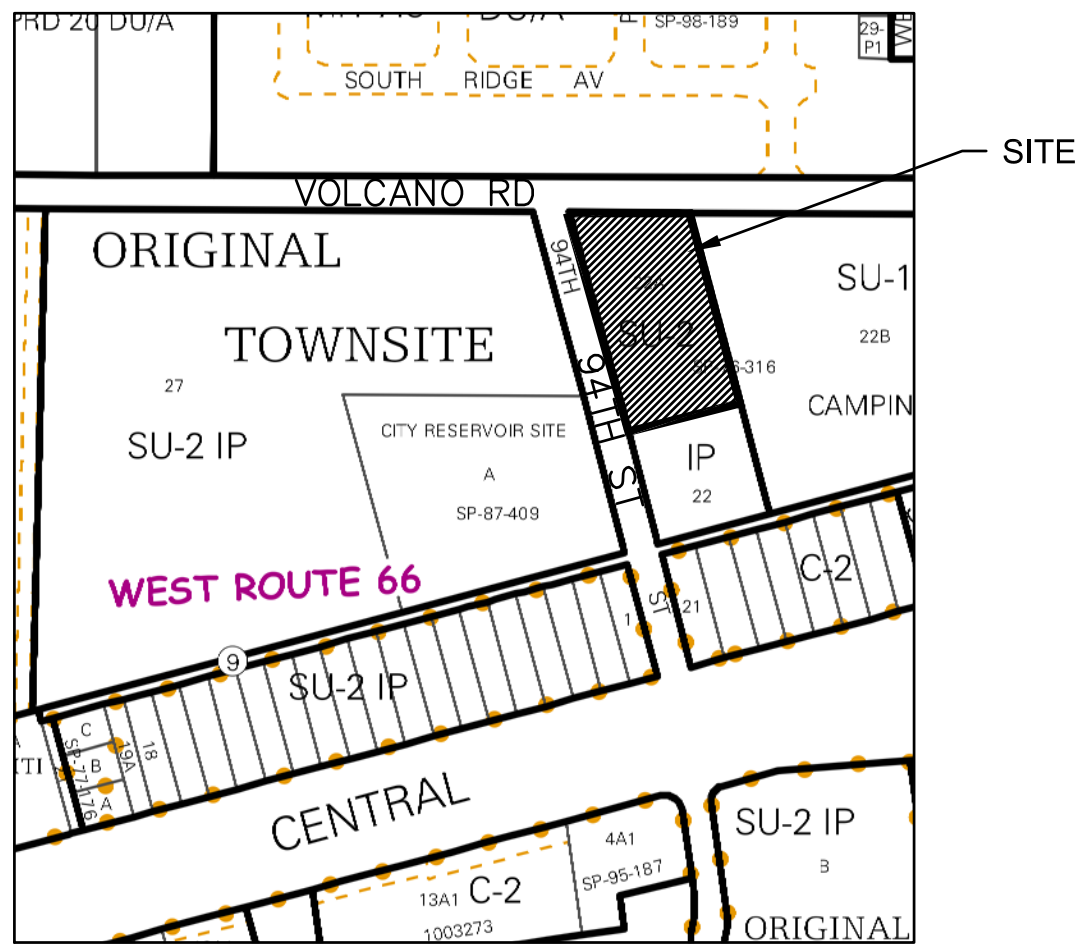 PRD 20 DU/A
DU/A
SP-98-189
29-
P1
SOUTH RIDGE AV
SITE
VOLCANO RD
ORIGINAL
94TH
SU-1
TOWNSITE
SU-2
22B
27
CAMPIN
SU-2 IP
CITY RESERVOIR SITE
A
SP-87-409
94TH ST
IP
22
C-2
WEST ROUTE 66
ST
21
1
9
SU-2 IP
C
B
A
SP-77-176
19A
18
CENTRAL
SU-2 IP
B
4A1
SP-95-187
13A1
C-2
1003273
ORIGINAL